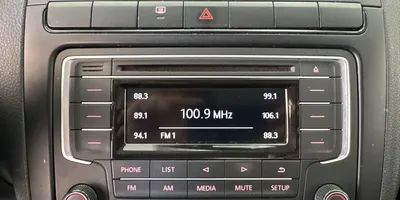 88.3 99.1
100.9 MHz
89.1 106.1
94.1 FM 1 88.3
PHONE LIST
FM AM MEDIA MUTE SETUP